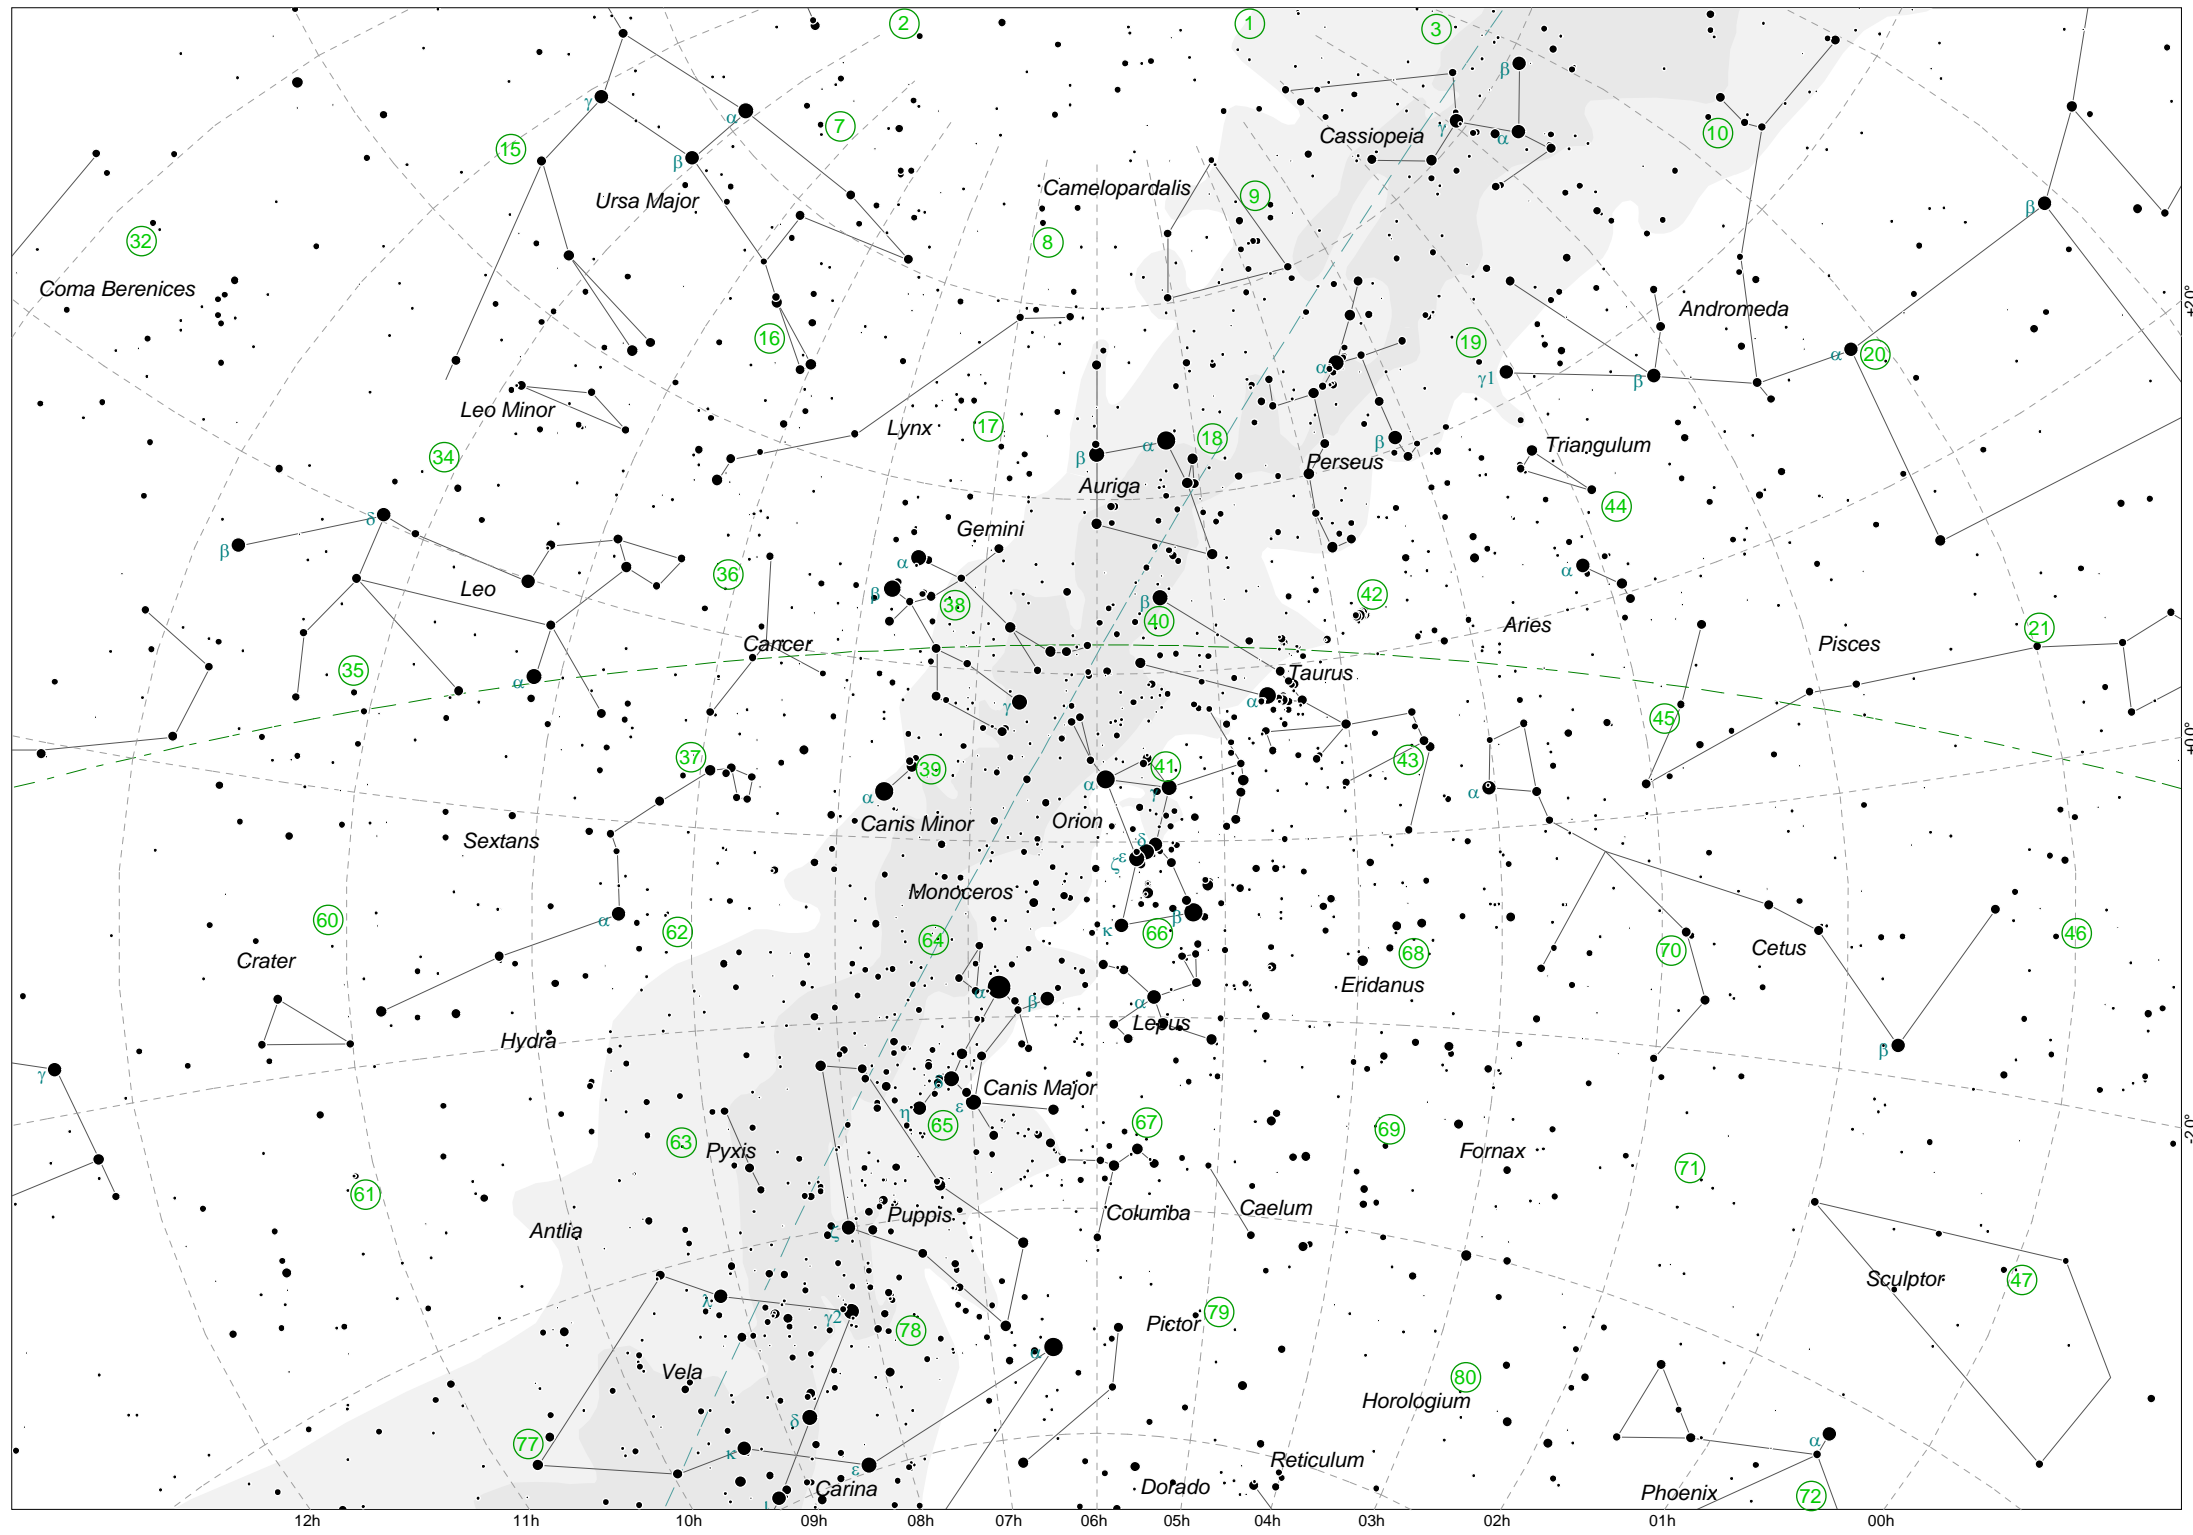 2
1
3
β
γ
α
β
α
γ
α
Cassiopeia
7
10
15
β
Ursa Major
Camelopardalis
9
β
32
8
Coma Berenices
+20°
Andromeda
16
19
α
20
α
γ1
β
Leo Minor
Lynx
17
18
α
β
β
Triangulum
34
Perseus
Auriga
44
δ
Gemini
β
α
α
Leo
36
β
38
β
40
42
Aries
21
Cancer
Pisces
35
Taurus
α
γ
α
45
+0°
37
39
41
43
α
α
γ
α
Canis Minor
Orion
Sextans
δ
ε
ζ
Monoceros
60
α
62
64
κ
β
66
68
70
Cetus
46
Crater
Eridanus
α
β
α
Lepus
Hydra
β
γ
δ
Canis Major
ε
η
65
67
69
-20°
63
Pyxis
Fornax
71
61
Puppis
Columba
Caelum
Antlia
ζ
Sculptor
47
λ
γ2
78
Pictor
79
α
Vela
80
Horologium
δ
α
77
κ
ε
Reticulum
Carina
Dorado
Phoenix
72
12h
11h
10h
09h
08h
07h
06h
05h
04h
03h
02h
01h
00h